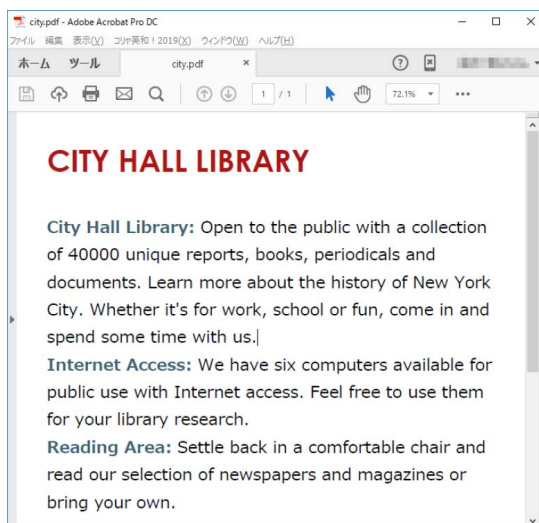 city.pdf - Adobe Acrobat Pro DC
ファイル 編集 表示(V) コリャ英和！2019(X) ウィンドウ(W) ヘルプ(H)
ホーム ツール city.pdf ×
1 / 1 72.1%
CITY HALL LIBRARY
City Hall Library: Open to the public with a collection
of 40000 unique reports, books, periodicals and
documents. Learn more about the history of New York
City. Whether it's for work, school or fun, come in and
spend some time with us.
Internet Access: We have six computers available for
public use with Internet access. Feel free to use them
for your library research.
Reading Area: Settle back in a comfortable chair and
read our selection of newspapers and magazines or
bring your own.